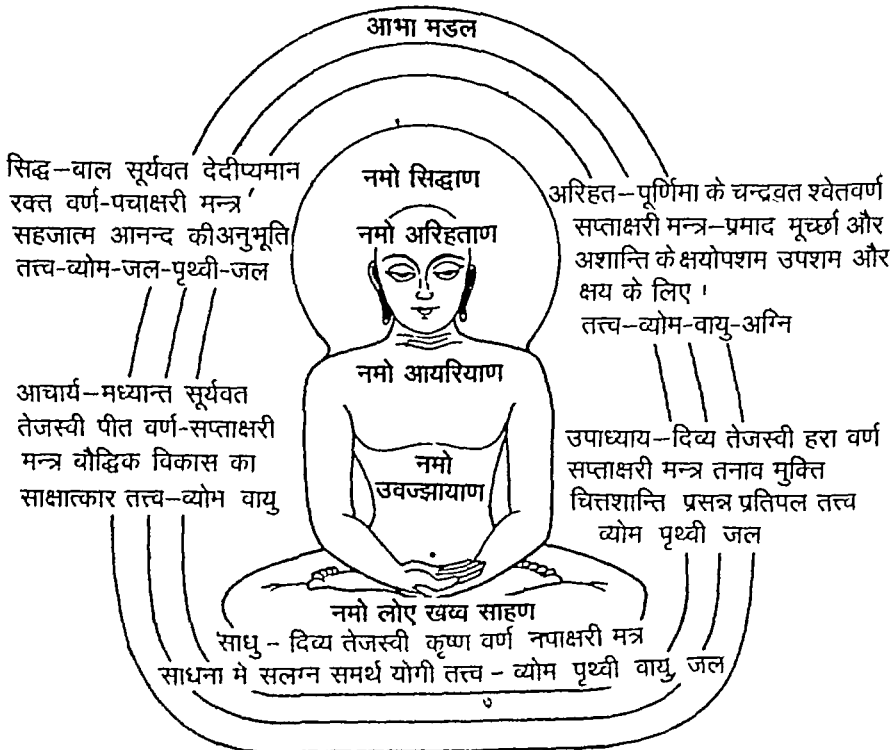 आभा मडल
सिद्ध–बाल सूर्यवत देदीप्यमान
रक्त वर्ण-पचाक्षरी मन्त्र
सहजात्म आनन्द की अनुभूति
तत्त्व-व्योम-जल-पृथ्वी-जल
नमो सिद्धाण
नमो अरिहताण
अरिहत–पूर्णिमा के चन्द्रवत श्वेतवर्ण
सप्ताक्षरी मन्त्र–प्रमाद मूर्च्छा और
अशान्ति के क्षयोपशम उपशम और
क्षय के लिए ।
तत्त्व–व्योम-वायु-अग्नि
नमो आयरियाण
आचार्य–मध्यान्त सूर्यवत
तेजस्वी पीत वर्ण-सप्ताक्षरी
मन्त्र बौद्धिक विकास का
साक्षात्कार तत्त्व–व्योम वायु
नमो
उवज्झायाण
उपाध्याय–दिव्य तेजस्वी हरा वर्ण
सप्ताक्षरी मन्त्र तनाव मुक्ति
चित्तशान्ति प्रसन्न प्रतिपल तत्त्व
व्योम पृथ्वी जल
नमो लोए खव्व साहण
साधु – दिव्य तेजस्वी कृष्ण वर्ण नपाक्षरी मत्र
साधना मे सलग्न समर्थ योगी तत्त्व – व्योम पृथ्वी वायु, जल